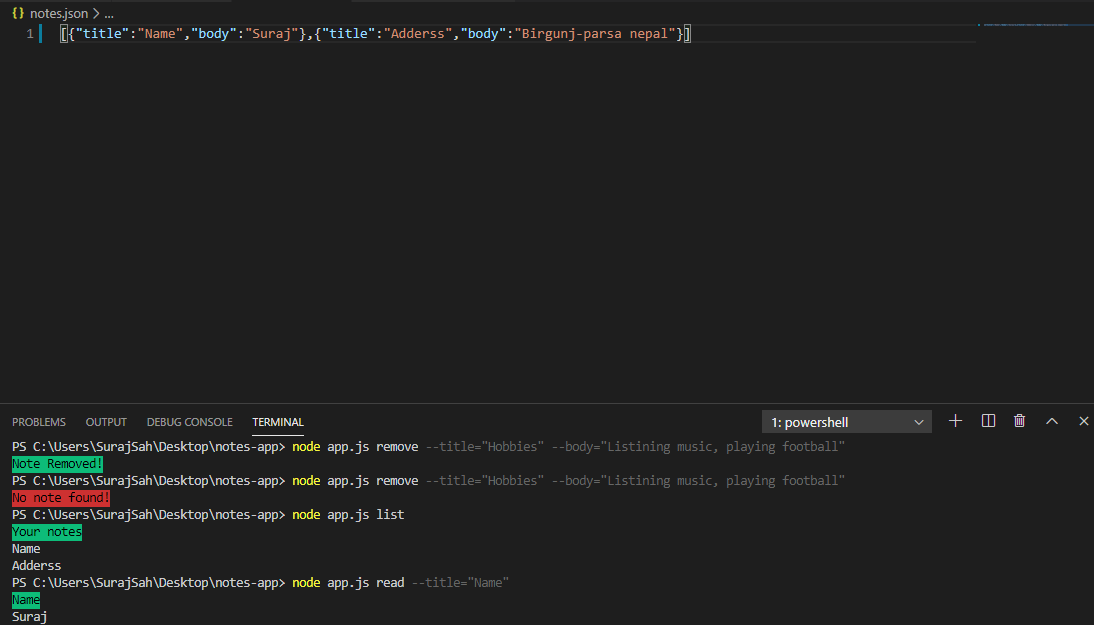 {} notes.json > ...
1 [{"title":"Name","body":"Suraj"},{"title":"Adderss","body":"Birgunj-parsa nepal"}]
PROBLEMS OUTPUT DEBUG CONSOLE TERMINAL 1: powershell
PS C:\Users\SurajSah\Desktop\notes-app> node app.js remove --title="Hobbies" --body="Listining music, playing football"
Note Removed!
PS C:\Users\SurajSah\Desktop\notes-app> node app.js remove --title="Hobbies" --body="Listining music, playing football"
No note found!
PS C:\Users\SurajSah\Desktop\notes-app> node app.js list
Your notes
Name
Adderss
PS C:\Users\SurajSah\Desktop\notes-app> node app.js read --title="Name"
Name
Suraj